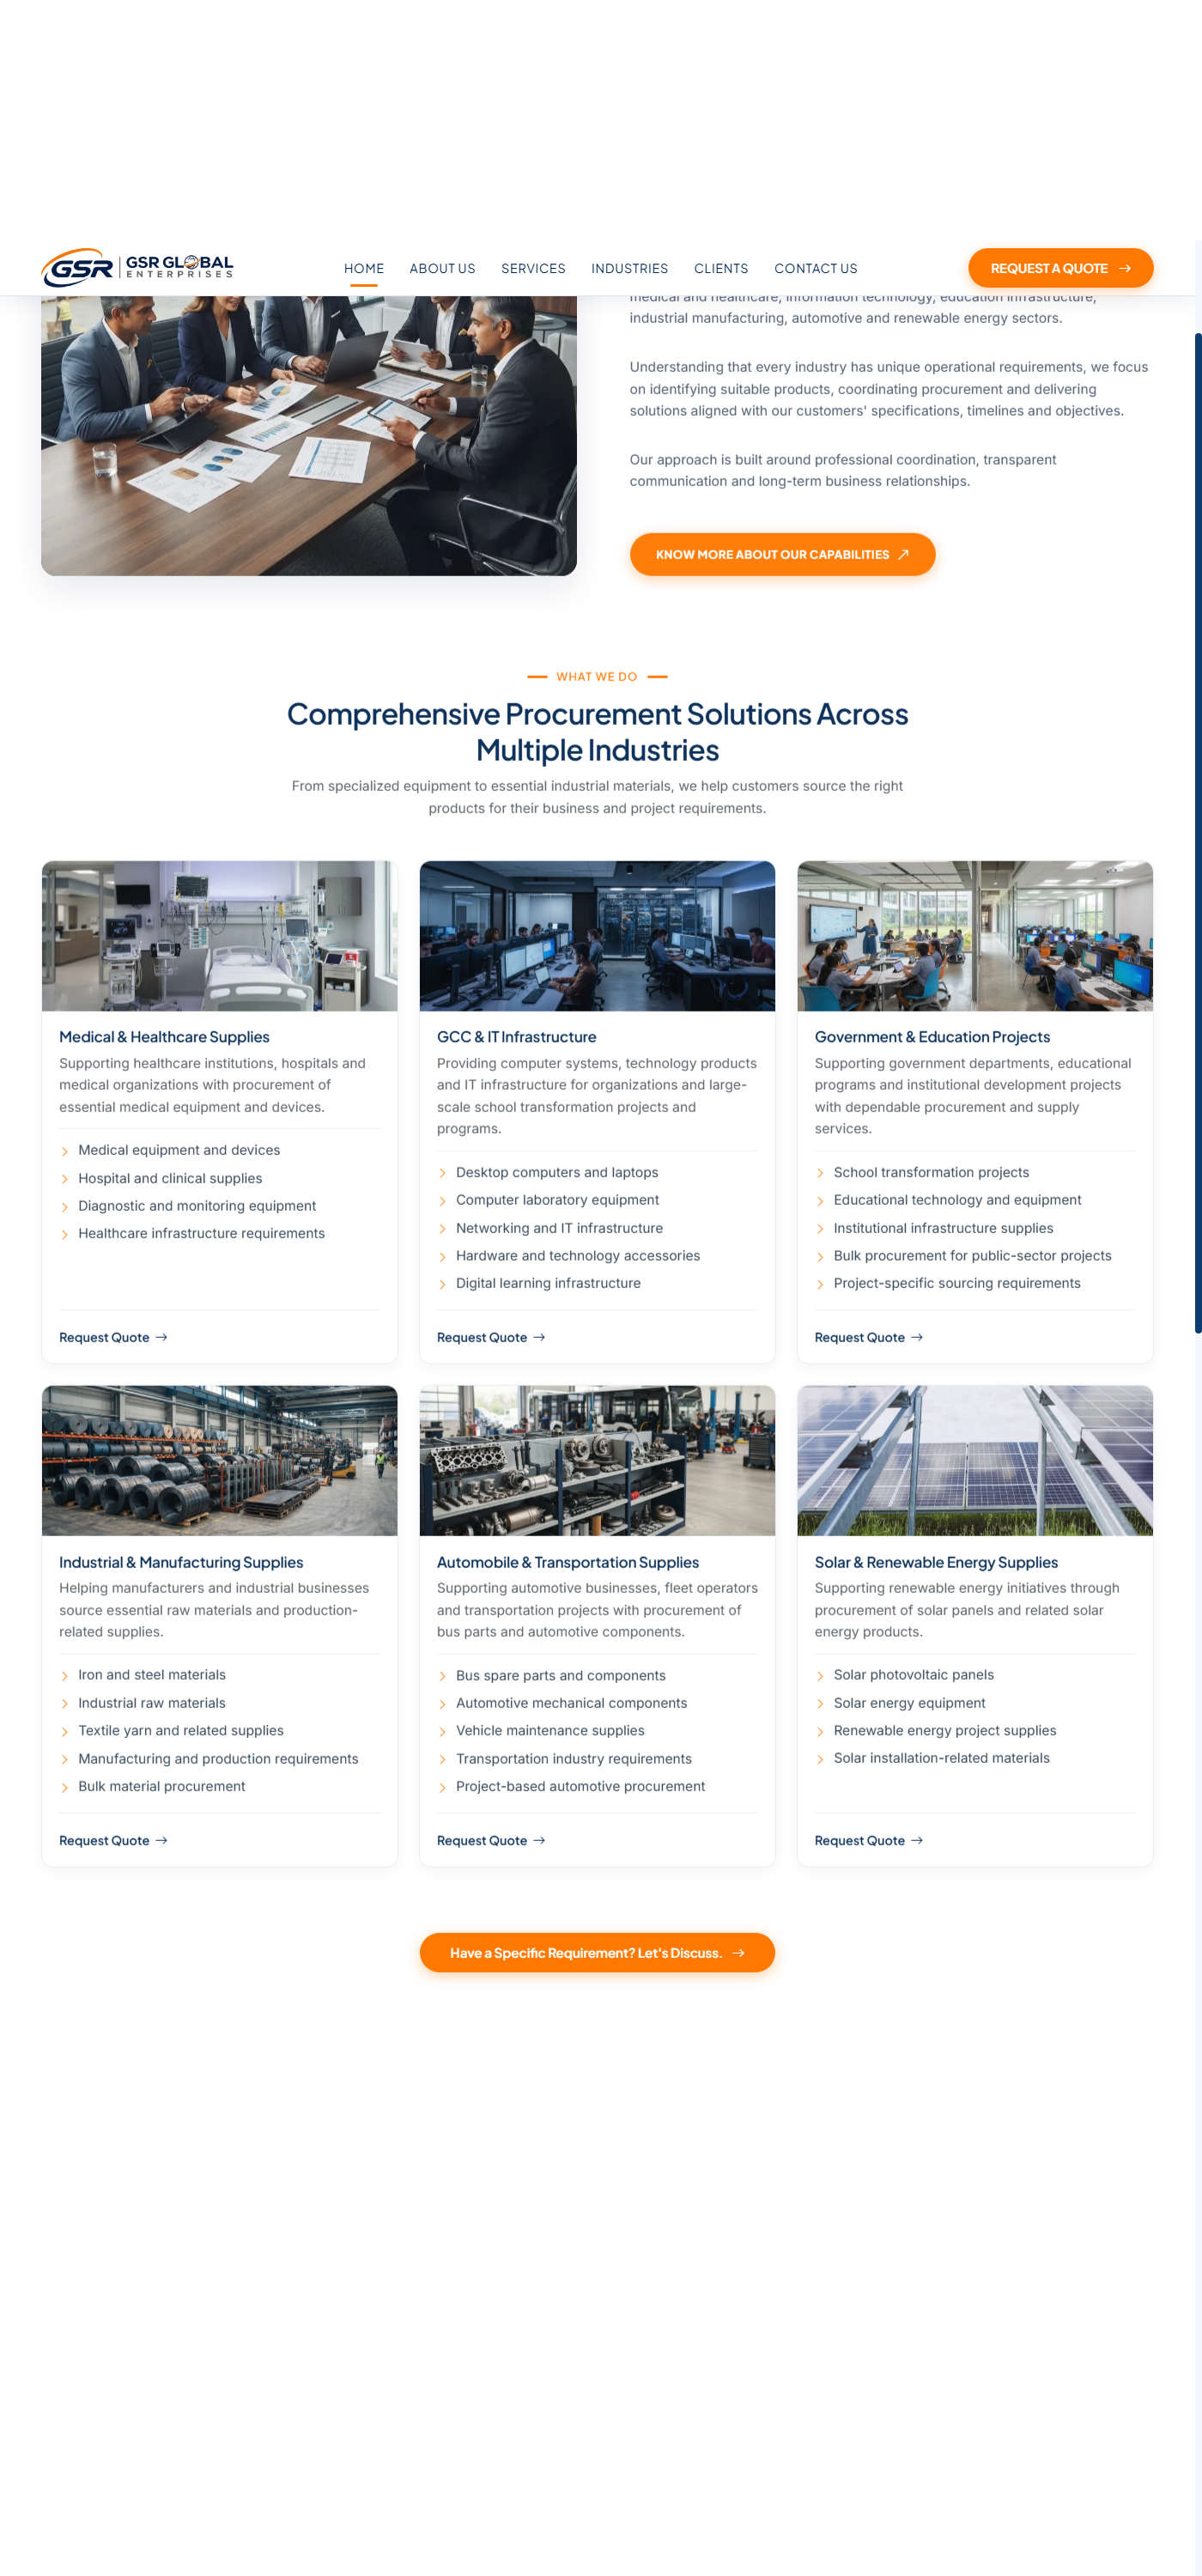 GSR
GSR GLOBAL
ENTERPRISES
HOME
ABOUT US
SERVICES
INDUSTRIES
CLIENTS
CONTACT US
REQUEST A QUOTE
medical and healthcare, information technology, education infrastructure,
industrial manufacturing, automotive and renewable energy sectors.
Understanding that every industry has unique operational requirements, we focus
on identifying suitable products, coordinating procurement and delivering
solutions aligned with our customers' specifications, timelines and objectives.
Our approach is built around professional coordination, transparent
communication and long-term business relationships.
KNOW MORE ABOUT OUR CAPABILITIES
WHAT WE DO
Comprehensive Procurement Solutions Across
Multiple Industries
From specialized equipment to essential industrial materials, we help customers source the right
products for their business and project requirements.
Medical & Healthcare Supplies
Supporting healthcare institutions, hospitals and
medical organizations with procurement of
essential medical equipment and devices.
Medical equipment and devices
Hospital and clinical supplies
Diagnostic and monitoring equipment
Healthcare infrastructure requirements
Request Quote
GCC & IT Infrastructure
Providing computer systems, technology products
and IT infrastructure for organizations and large-
scale school transformation projects and
programs.
Desktop computers and laptops
Computer laboratory equipment
Networking and IT infrastructure
Hardware and technology accessories
Digital learning infrastructure
Request Quote
Government & Education Projects
Supporting government departments, educational
programs and institutional development projects
with dependable procurement and supply
services.
School transformation projects
Educational technology and equipment
Institutional infrastructure supplies
Bulk procurement for public-sector projects
Project-specific sourcing requirements
Request Quote
Industrial & Manufacturing Supplies
Helping manufacturers and industrial businesses
source essential raw materials and production-
related supplies.
Iron and steel materials
Industrial raw materials
Textile yarn and related supplies
Manufacturing and production requirements
Bulk material procurement
Request Quote
Automobile & Transportation Supplies
Supporting automotive businesses, fleet operators
and transportation projects with procurement of
bus parts and automotive components.
Bus spare parts and components
Automotive mechanical components
Vehicle maintenance supplies
Transportation industry requirements
Project-based automotive procurement
Request Quote
Solar & Renewable Energy Supplies
Supporting renewable energy initiatives through
procurement of solar panels and related solar
energy products.
Solar photovoltaic panels
Solar energy equipment
Renewable energy project supplies
Solar installation-related materials
Request Quote
Have a Specific Requirement? Let's Discuss.